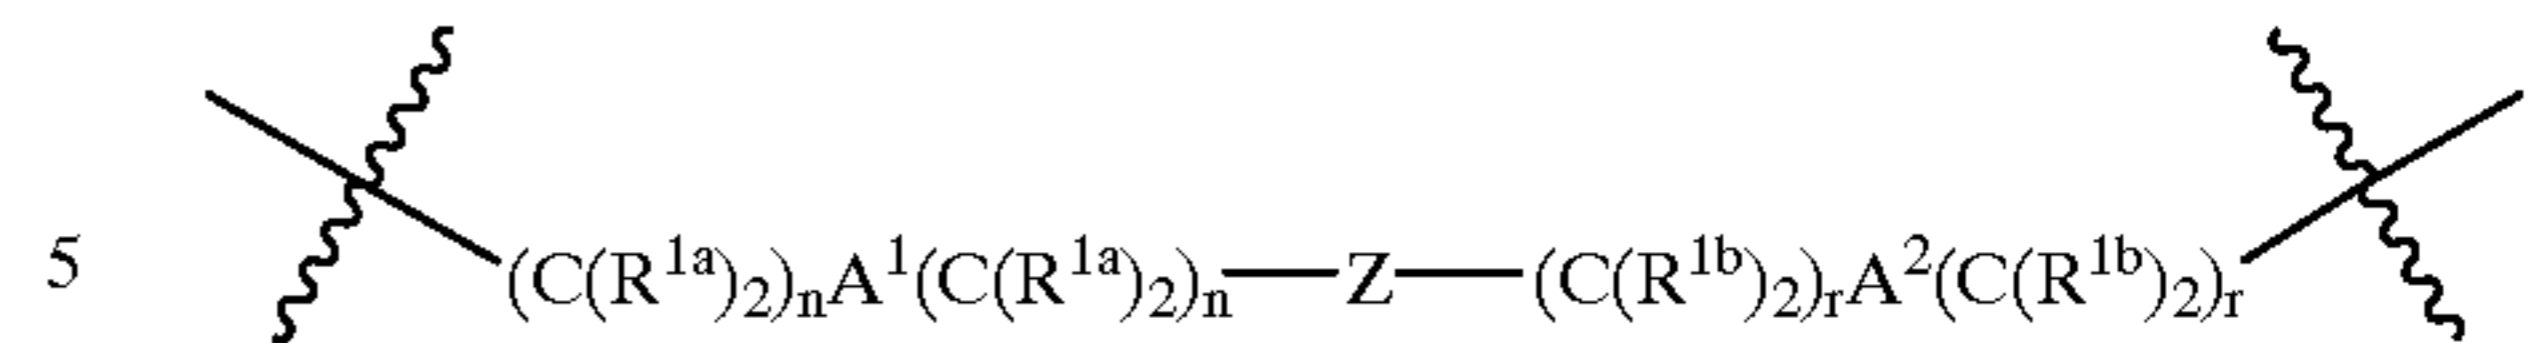 5 (C(R¹ᵃ)₂)ₙA¹(C(R¹ᵃ)₂)ₙ—Z—(C(R¹ᵇ)₂)ᵣA²(C(R¹ᵇ)₂)ᵣ